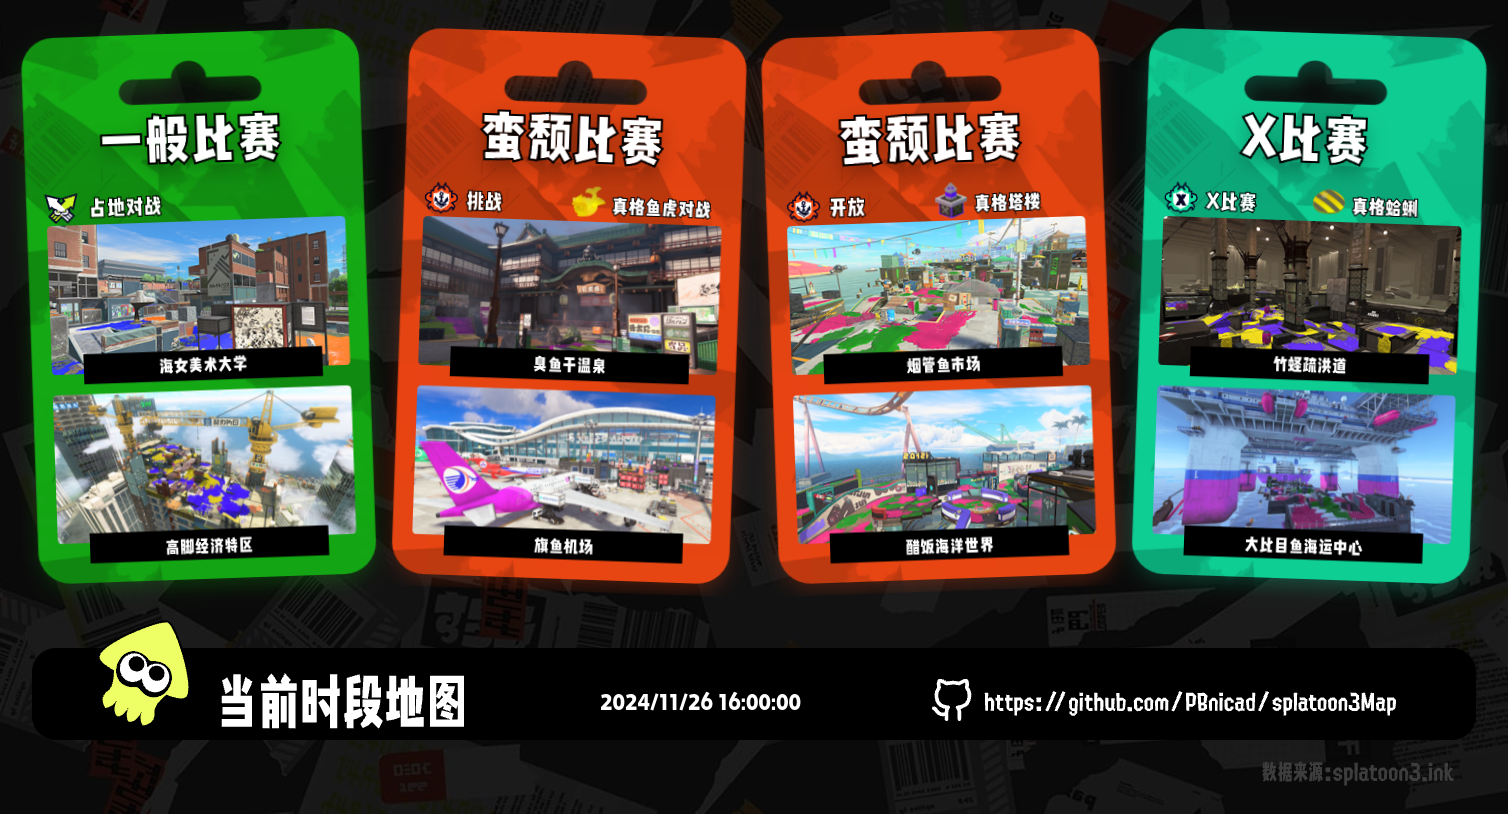 一般比赛
占地对战
海女美术大学
高脚经济特区
蛮颓比赛
挑战
真格鱼虎对战
臭鱼干温泉
旗鱼机场
蛮颓比赛
开放
真格塔楼
烟管鱼市场
醋饭海洋世界
X比赛
X比赛
真格蛤蜊
竹蛏疏洪道
大比目鱼海运中心
当前时段地图
2024/11/26 16:00:00
https://github.com/PBnicad/splatoon3Map
数据来源:splatoon3.ink